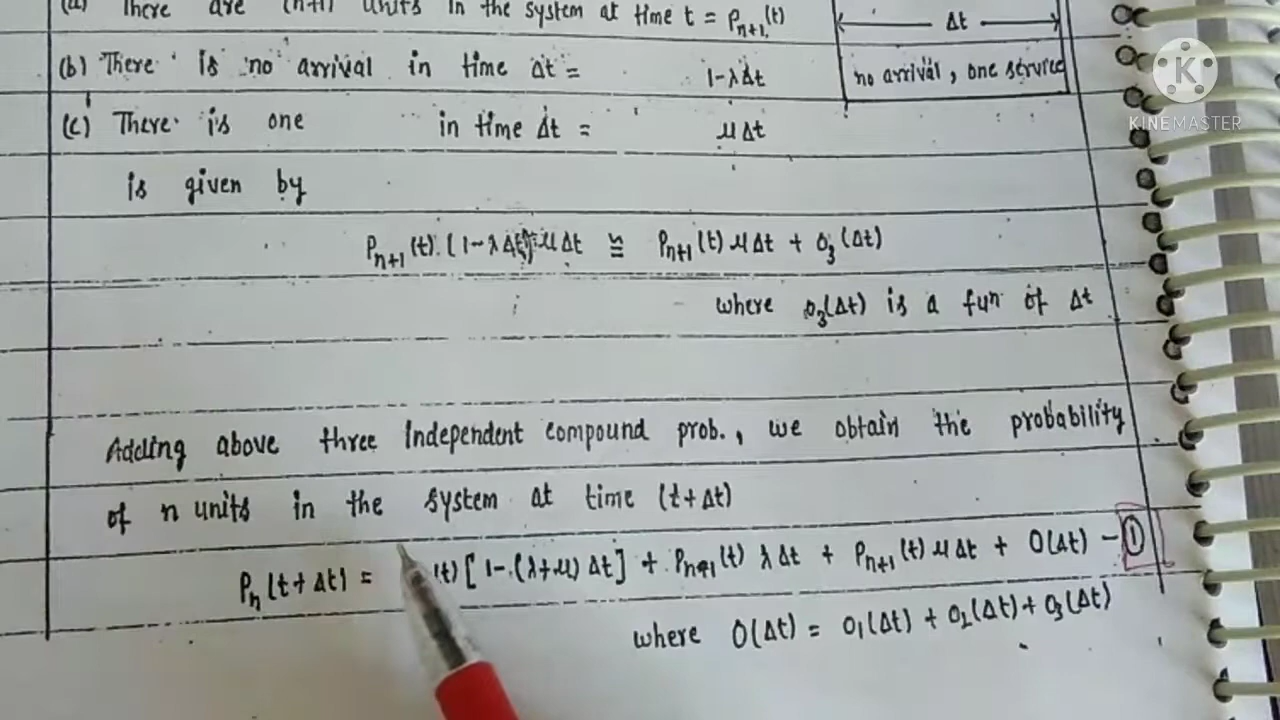 (a) There are (n+1) units in the system at time t = Pn+1(t)
Δt
(b) There is no arrival in time Δt = 1-λΔt
no arrival, one service
KINEMASTER
(c) There is one in time Δt = μΔt
is given by
Pn+1(t).[1-λΔt] μΔt ≅ Pn+1(t) μΔt + O3(Δt)
where O3(Δt) is a fun of Δt
Adding above three independent compound prob., we obtain the probability
of n units in the system at time (t+Δt)
Pn(t+Δt) = (t)[1-(λ+μ)Δt] + (t) λΔt + Pn+1(t) μΔt + O(Δt) - ①
where O(Δt) = O1(Δt) + O2(Δt) + O3(Δt)